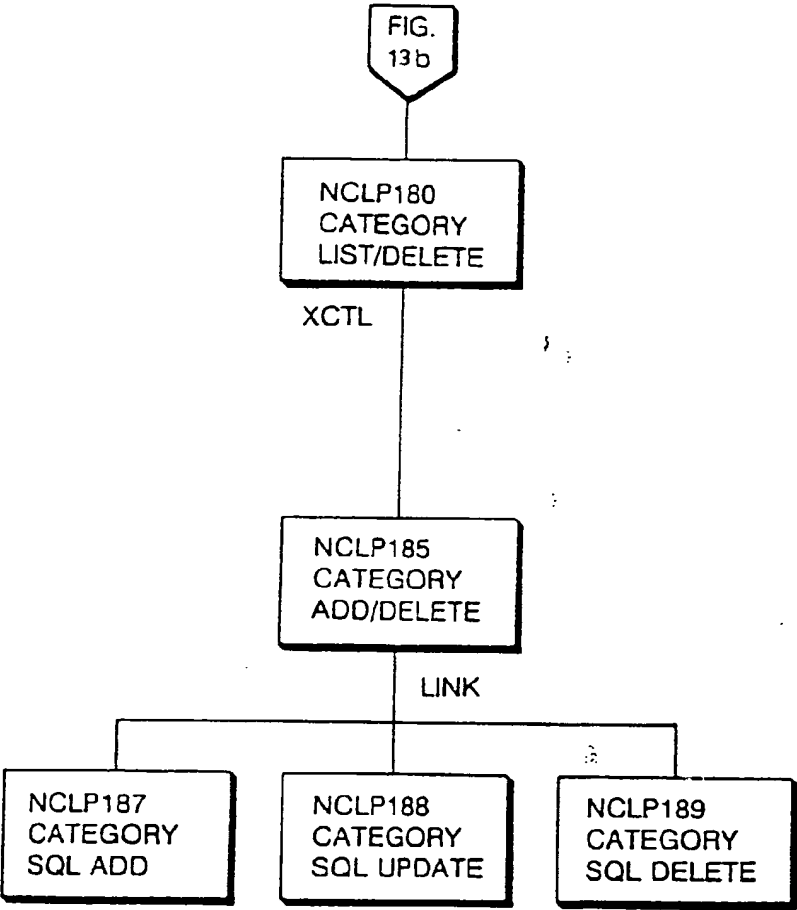 FIG.
13b
NCLP180
CATEGORY
LIST/DELETE
XCTL
NCLP185
CATEGORY
ADD/DELETE
LINK
NCLP187
CATEGORY
SQL ADD
NCLP188
CATEGORY
SQL UPDATE
NCLP189
CATEGORY
SQL DELETE